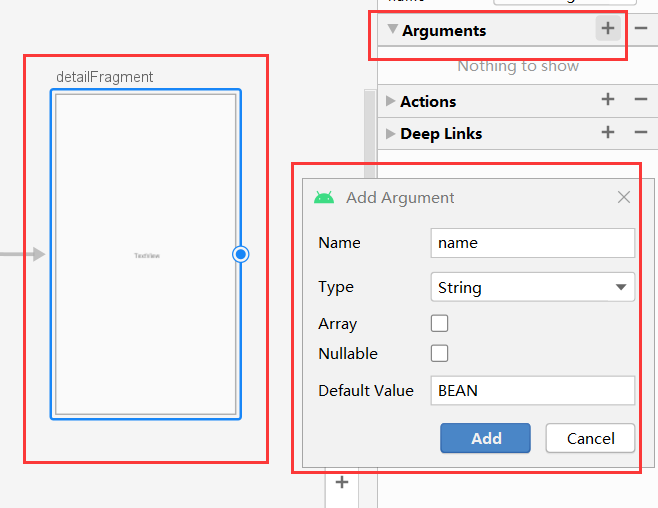 detailFragment
TextView
Arguments
Nothing to show
Actions
Deep Links
Add Argument
Name
name
Type
String
Array
Nullable
Default Value
BEAN
Add
Cancel